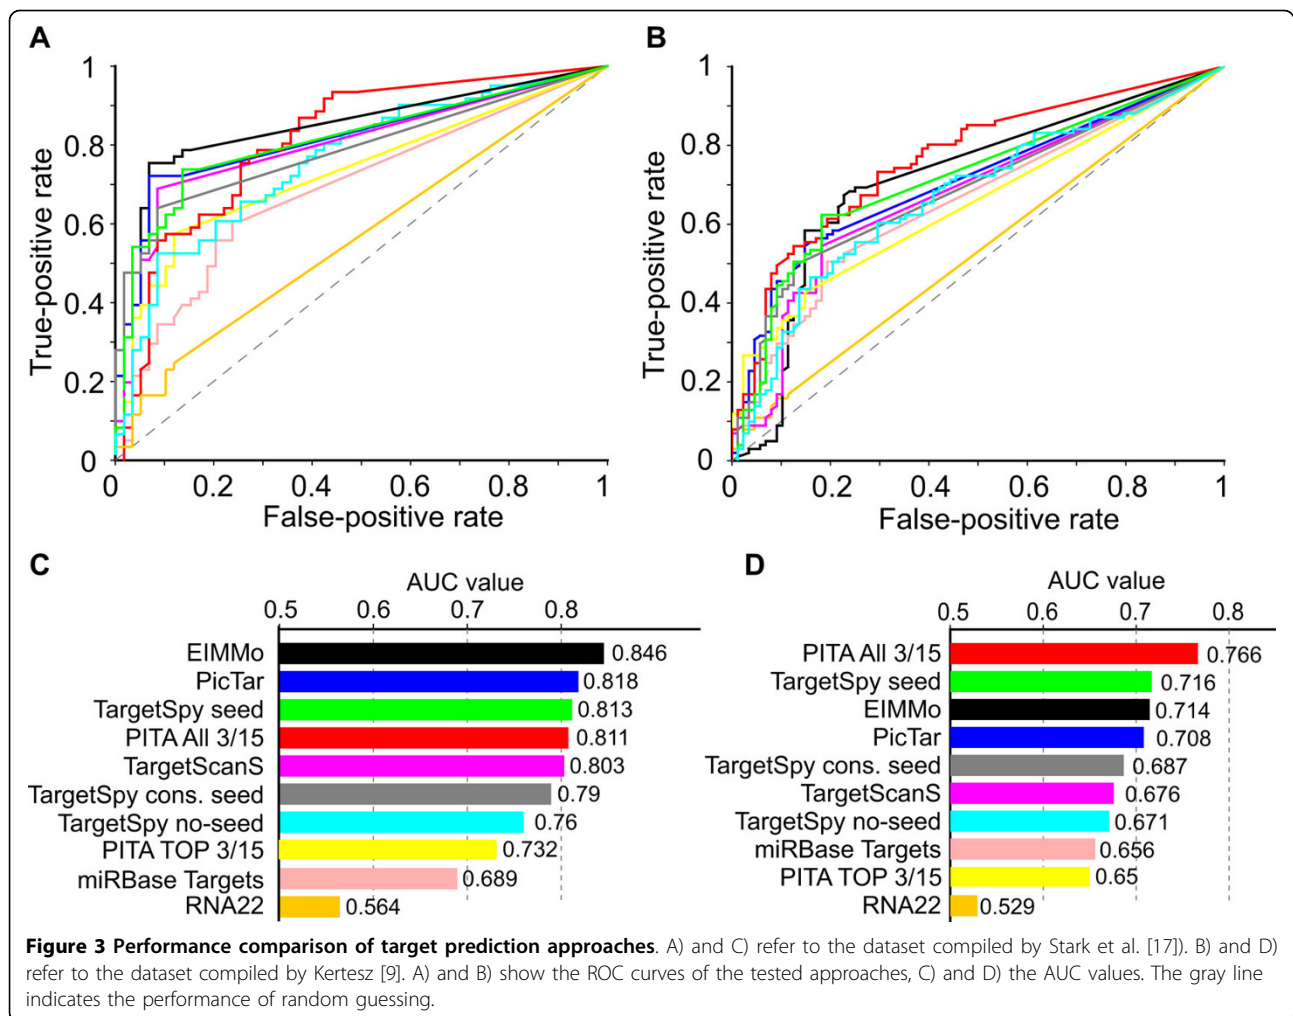 A
B
1
0.8
0.6
0.4
0.2
0
0
0.2
0.4
0.6
0.8
1
True-positive rate
False-positive rate
1
0.8
0.6
0.4
0.2
0
0
0.2
0.4
0.6
0.8
1
True-positive rate
False-positive rate
C
AUC value
0.5 0.6 0.7 0.8
EIMMo 0.846
PicTar 0.818
TargetSpy seed 0.813
PITA All 3/15 0.811
TargetScanS 0.803
TargetSpy cons. seed 0.79
TargetSpy no-seed 0.76
PITA TOP 3/15 0.732
miRBase Targets 0.689
RNA22 0.564
D
AUC value
0.5 0.6 0.7 0.8
PITA All 3/15 0.766
TargetSpy seed 0.716
EIMMo 0.714
PicTar 0.708
TargetSpy cons. seed 0.687
TargetScanS 0.676
TargetSpy no-seed 0.671
miRBase Targets 0.656
PITA TOP 3/15 0.65
RNA22 0.529
Figure 3 Performance comparison of target prediction approaches. A) and C) refer to the dataset compiled by Stark et al. [17]). B) and D)
refer to the dataset compiled by Kertesz [9]. A) and B) show the ROC curves of the tested approaches, C) and D) the AUC values. The gray line
indicates the performance of random guessing.